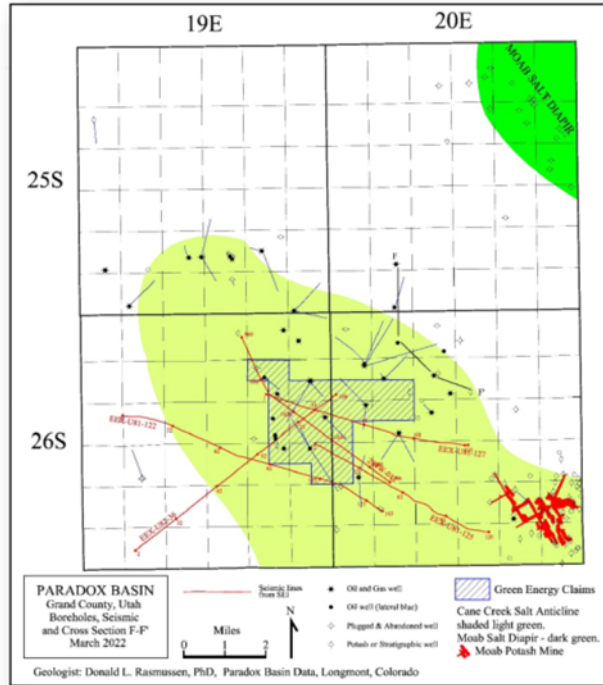 19E
20E
MOAB SALT DIAPIR
25S
F
F'
EEX-U81-122
EEX-U81-127
26S
EEX-U81-125
PARADOX BASIN
Grand County, Utah
Boreholes, Seismic
and Cross Section F-F'
March 2022
Seismic lines
from SEI
Miles
0 1 2
N
Oil and Gas well
Oil well (lateral blue)
Plugged & Abandoned well
Potash or Stratigraphic well
Green Energy Claims
Cane Creek Salt Anticline
shaded light green.
Moab Salt Diapir - dark green.
Moab Potash Mine
Geologist: Donald L. Rasmussen, PhD, Paradox Basin Data, Longmont, Colorado